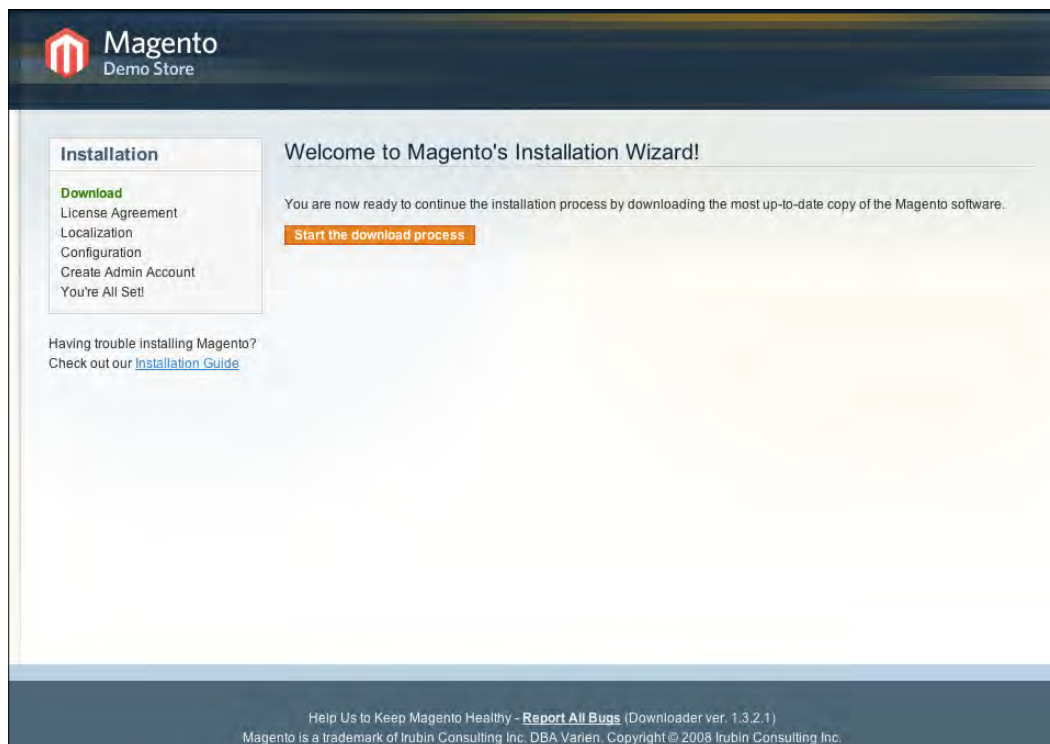 Magento
Demo Store
Installation
Download
License Agreement
Localization
Configuration
Create Admin Account
You're All Set!
Having trouble installing Magento?
Check out our Installation Guide
Welcome to Magento's Installation Wizard!
You are now ready to continue the installation process by downloading the most up-to-date copy of the Magento software.
Start the download process
Help Us to Keep Magento Healthy - Report All Bugs (Downloader ver. 1.3.2.1)
Magento is a trademark of Irubin Consulting Inc. DBA Varien. Copyright © 2008 Irubin Consulting Inc.